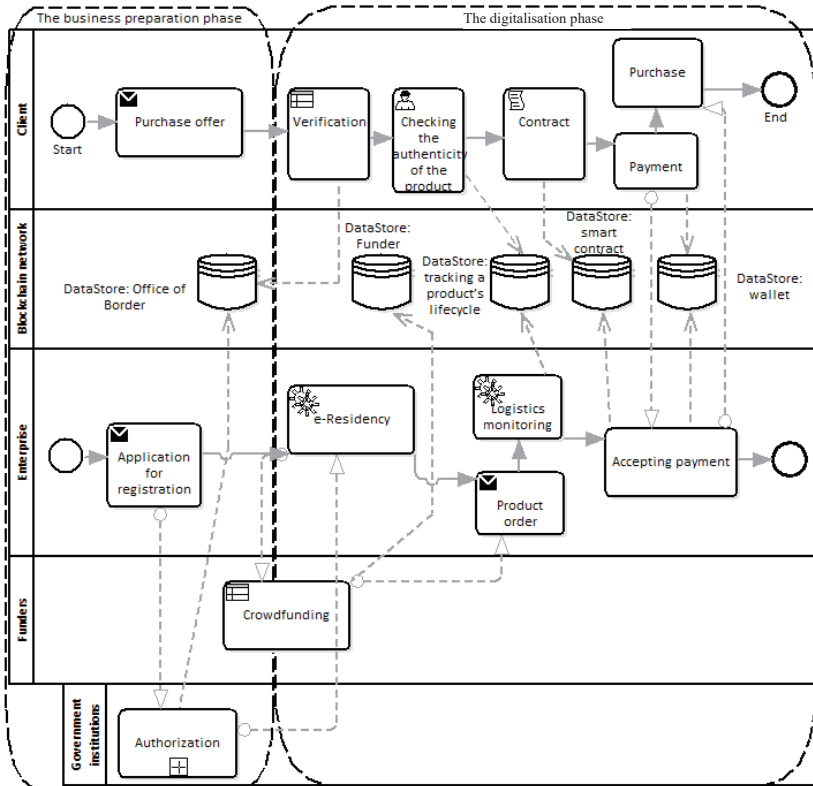 The business preparation phase
The digitalisation phase
Client
Start
Purchase offer
Verification
Checking
the
authenticity
of the
product
Contract
Payment
Purchase
End
Blockchain network
DataStore: Office of
Border
DataStore:
Funder
DataStore:
tracking a
product's
lifecycle
DataStore:
smart
contract
DataStore:
wallet
Enterprise
Application
for
registration
e-Residency
Logistics
monitoring
Product
order
Accepting payment
Funders
Crowdfunding
Government
institutions
Authorization